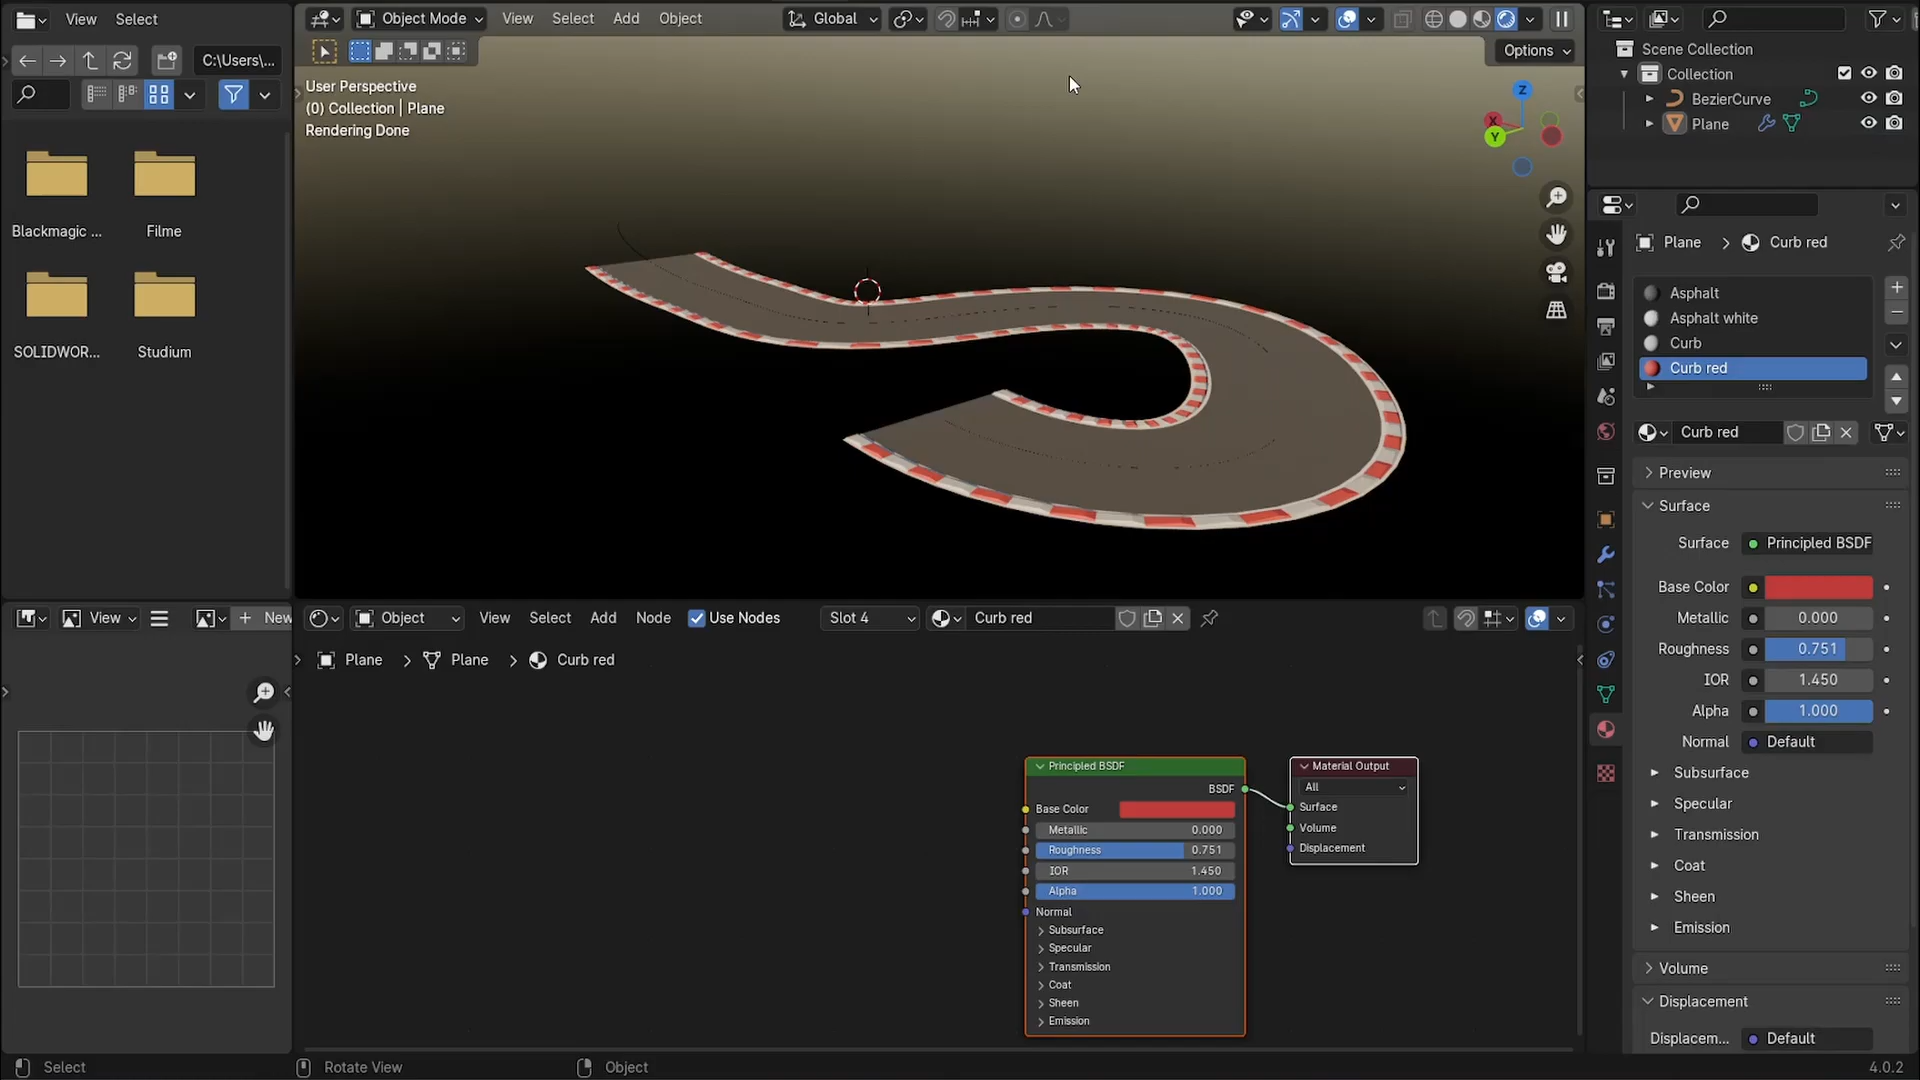 View Select
C:\Users\...
Blackmagic ... Filme
SOLIDWOR... Studium
Object Mode View Select Add Object Global
Options
User Perspective
(0) Collection | Plane
Rendering Done
Z
X
Y
Scene Collection
Collection
BezierCurve
Plane
Plane Curb red
Asphalt
Asphalt white
Curb
Curb red
Curb red
Preview
Surface
Surface Principled BSDF
Base Color
Metallic 0.000
Roughness 0.751
IOR 1.450
Alpha 1.000
Normal Default
Subsurface
Specular
Transmission
Coat
Sheen
Emission
Volume
Displacement
Displacem... Default
View New
Object View Select Add Node Use Nodes Slot 4 Curb red
Plane Plane Curb red
Principled BSDF
BSDF
Base Color
Metallic 0.000
Roughness 0.751
IOR 1.450
Alpha 1.000
Normal
Subsurface
Specular
Transmission
Coat
Sheen
Emission
Material Output
All
Surface
Volume
Displacement
Select Rotate View Object 4.0.2